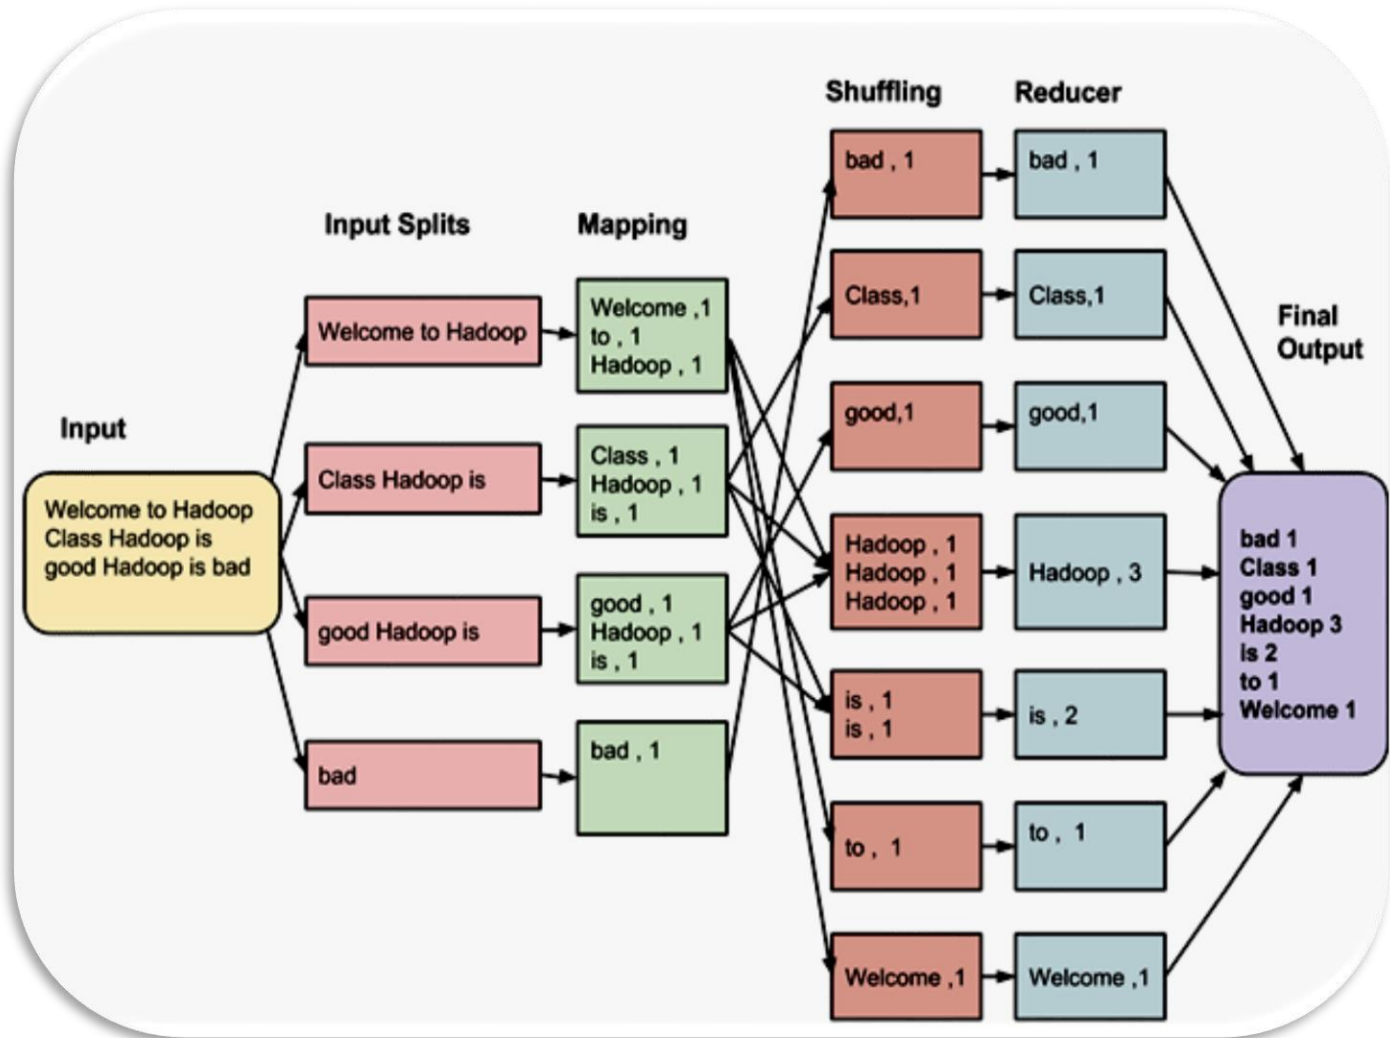 Input
Welcome to Hadoop
Class Hadoop is
good Hadoop is bad
Input Splits
Welcome to Hadoop
Class Hadoop is
good Hadoop is
bad
Mapping
Welcome ,1
to , 1
Hadoop , 1
Class , 1
Hadoop , 1
is , 1
good , 1
Hadoop , 1
is , 1
bad , 1
Shuffling
bad , 1
Class,1
good,1
Hadoop , 1
Hadoop , 1
Hadoop , 1
is , 1
is , 1
to , 1
Welcome ,1
Reducer
bad , 1
Class,1
good,1
Hadoop , 3
is , 2
to , 1
Welcome ,1
Final
Output
bad 1
Class 1
good 1
Hadoop 3
is 2
to 1
Welcome 1